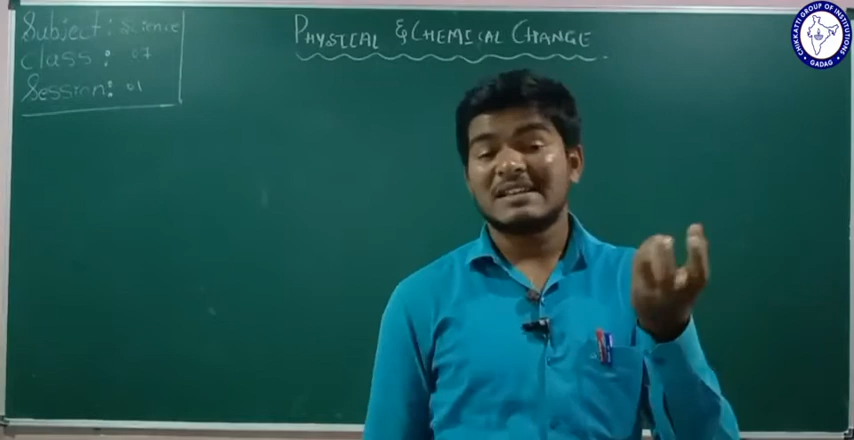 Subject: Science
Class: 07
Session: 01
PHYSICAL & CHEMICAL CHANGE
CHIKKATTI GROUP OF INSTITUTIONS
GADAG